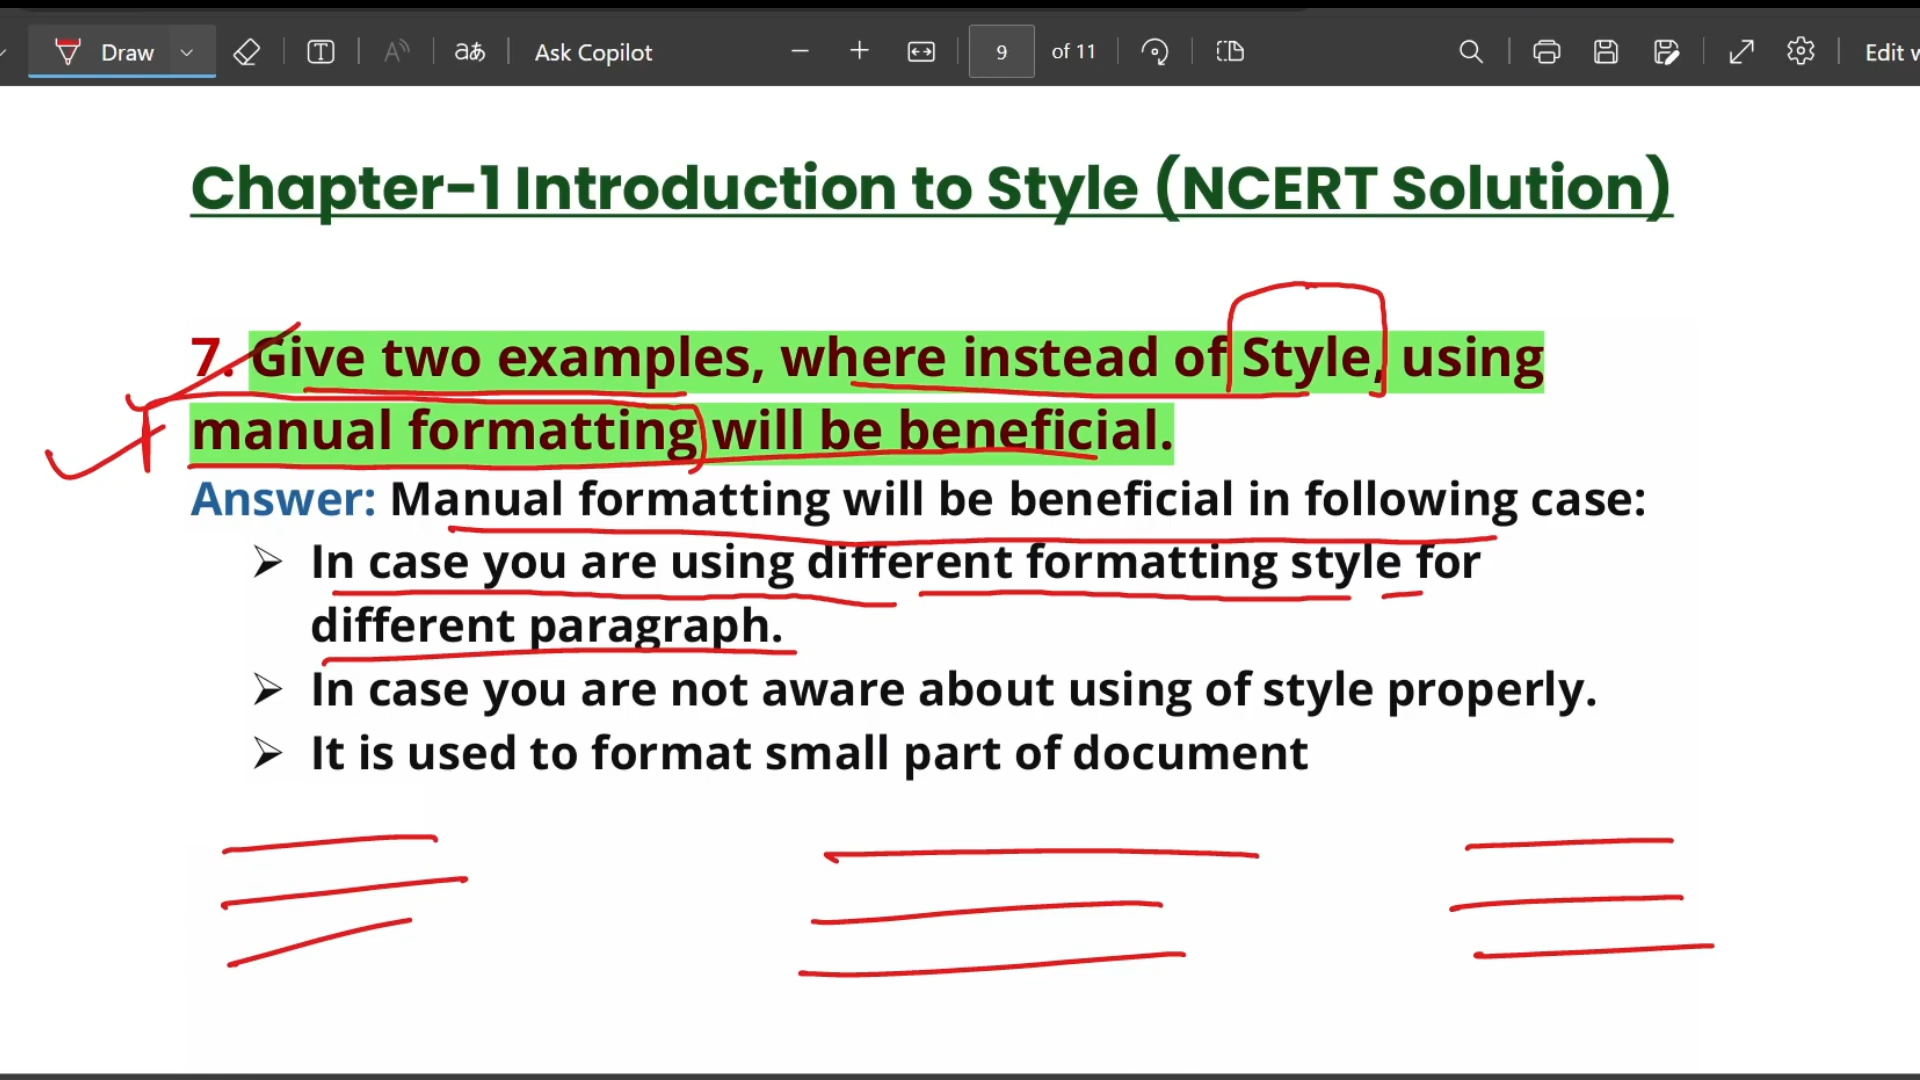 Draw
aあ
Ask Copilot
9 of 11
Edit
Chapter-1 Introduction to Style (NCERT Solution)
7. Give two examples, where instead of Style, using
manual formatting will be beneficial.
Answer: Manual formatting will be beneficial in following case:
➢ In case you are using different formatting style for
different paragraph.
➢ In case you are not aware about using of style properly.
➢ It is used to format small part of document